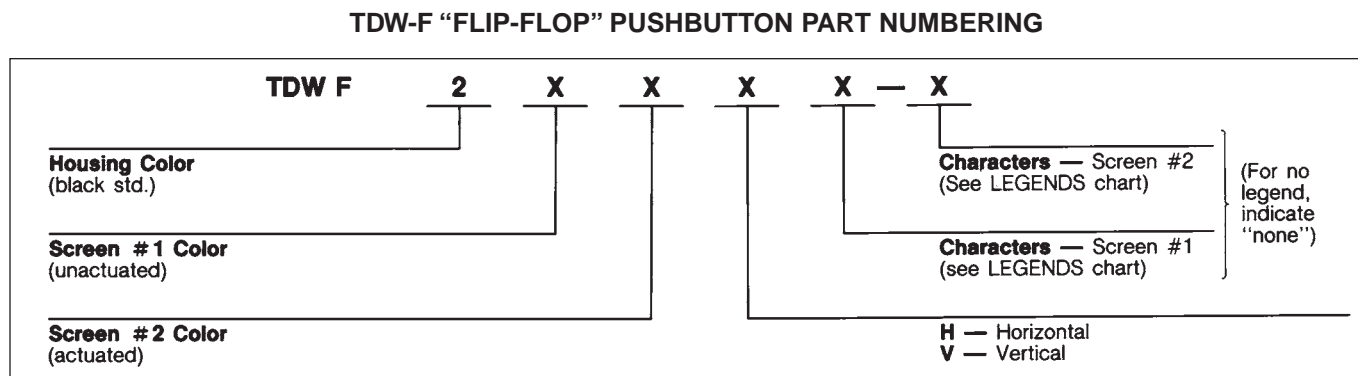 TDW-F “FLIP-FLOP” PUSHBUTTON PART NUMBERING
TDW F 2 X X X X — X
Housing Color
(black std.)
Screen #1 Color
(unactuated)
Screen #2 Color
(actuated)
Characters — Screen #2
(See LEGENDS chart)
Characters — Screen #1
(see LEGENDS chart)
(For no
legend,
indicate
“none”)
H — Horizontal
V — Vertical